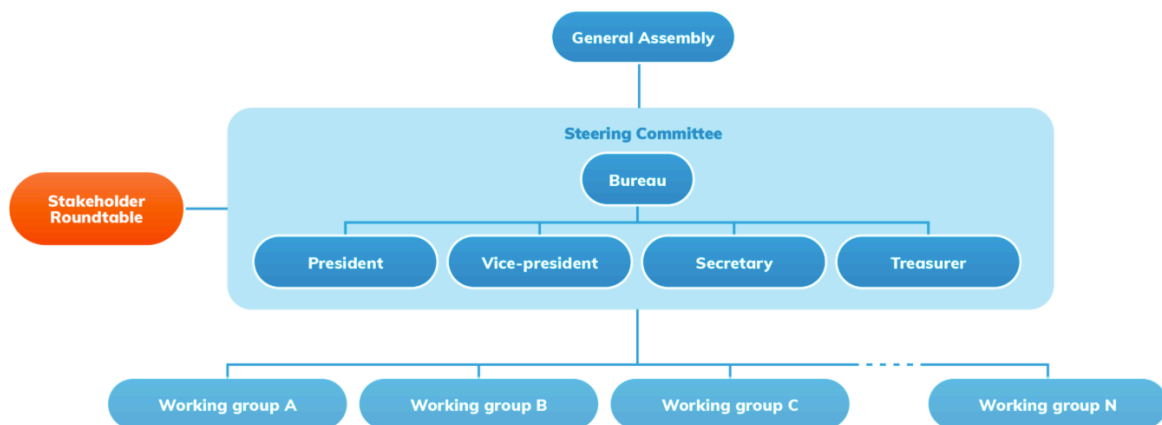 General Assembly
Steering Committee
Bureau
Stakeholder
Roundtable
President
Vice-president
Secretary
Treasurer
Working group A
Working group B
Working group C
Working group N